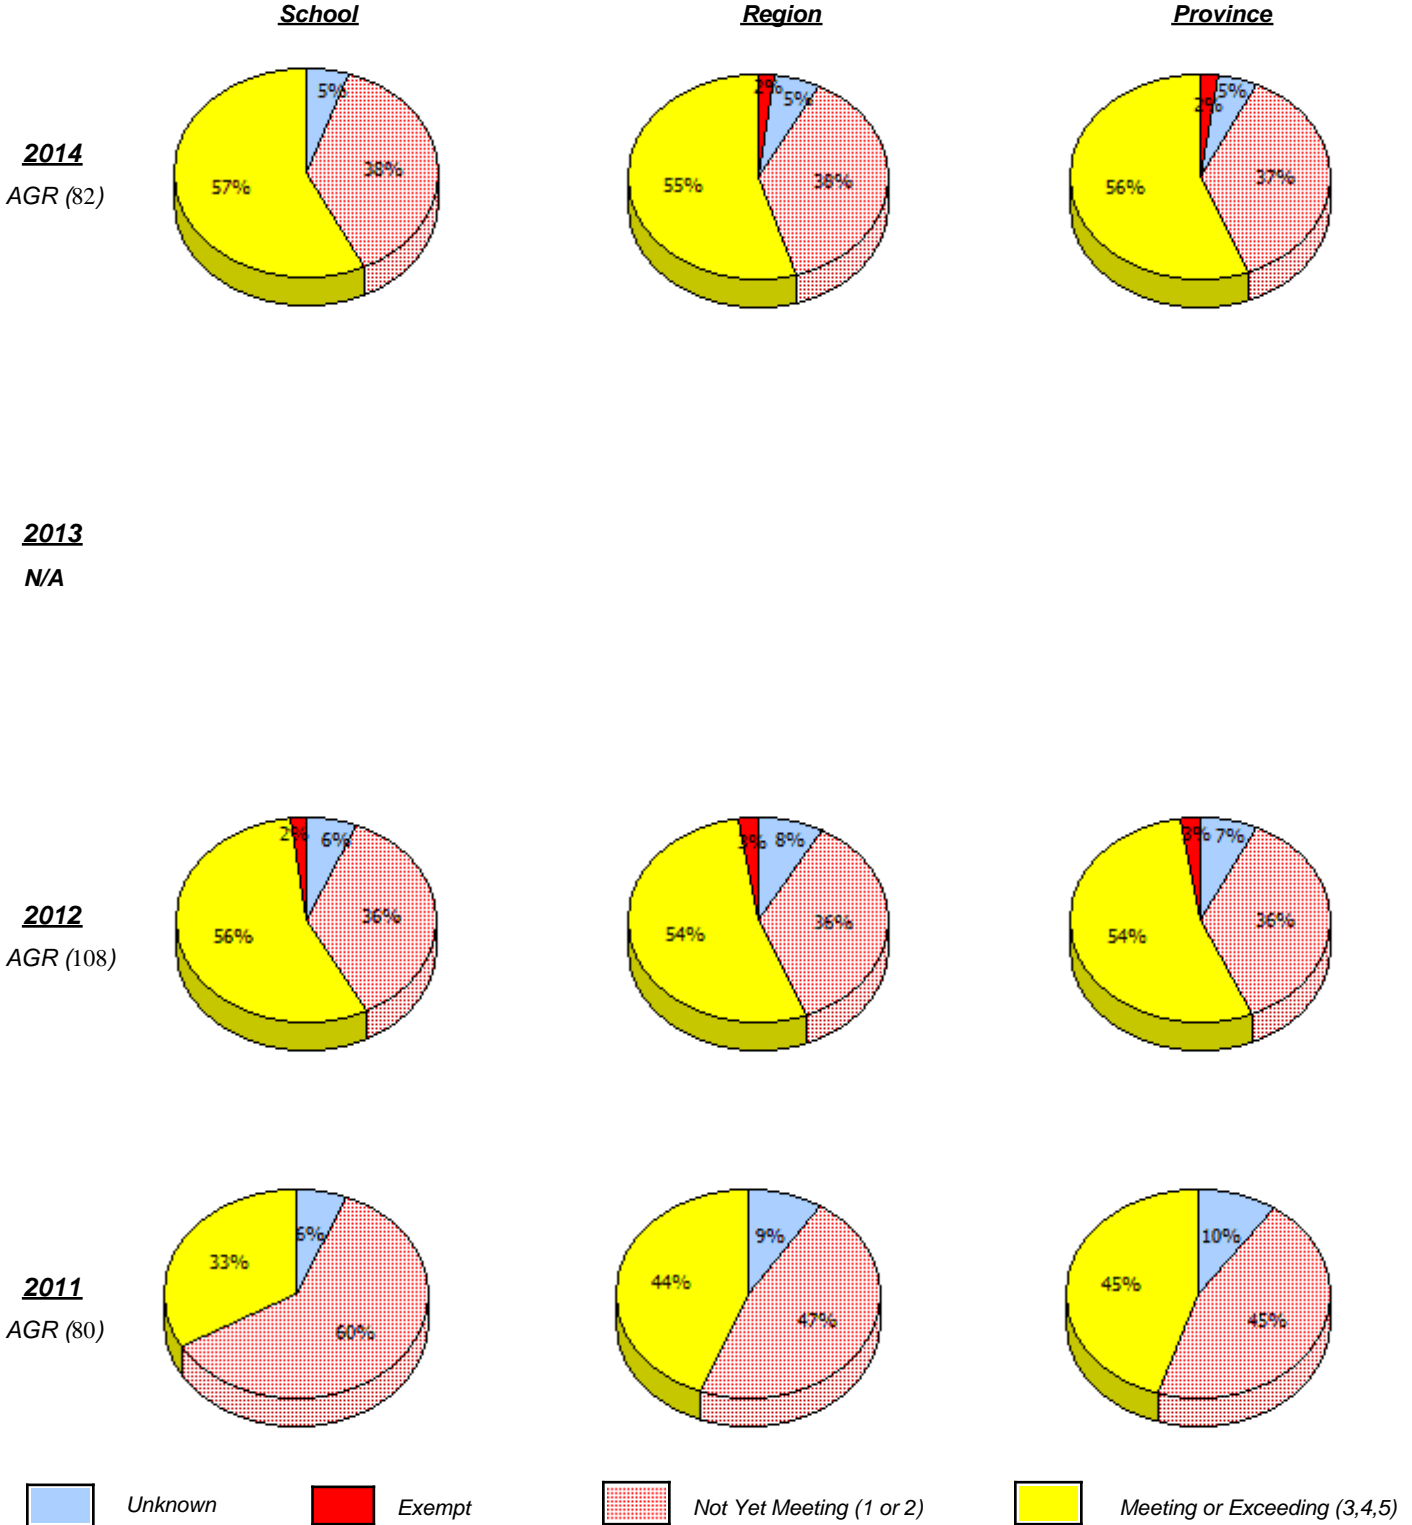 School Region Province
2014
AGR (82)
5% 38% 57%
2% 5% 38% 55%
2% 5% 37% 56%
2013
N/A
2012
AGR (108)
2% 6% 36% 56%
3% 8% 36% 54%
3% 7% 36% 54%
2011
AGR (80)
6% 33% 60%
9% 44% 47%
10% 45% 45%
Unknown Exempt Not Yet Meeting (1 or 2) Meeting or Exceeding (3,4,5)